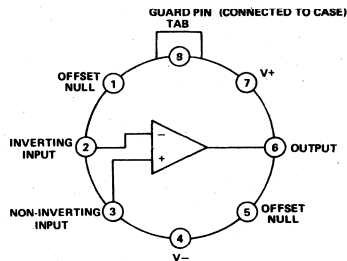 GUARD PIN (CONNECTED TO CASE)
TAB
8
OFFSET
NULL
1
7
V+
INVERTING
INPUT
2
−
+
6
OUTPUT
NON-INVERTING
INPUT
3
5
OFFSET
NULL
4
V−